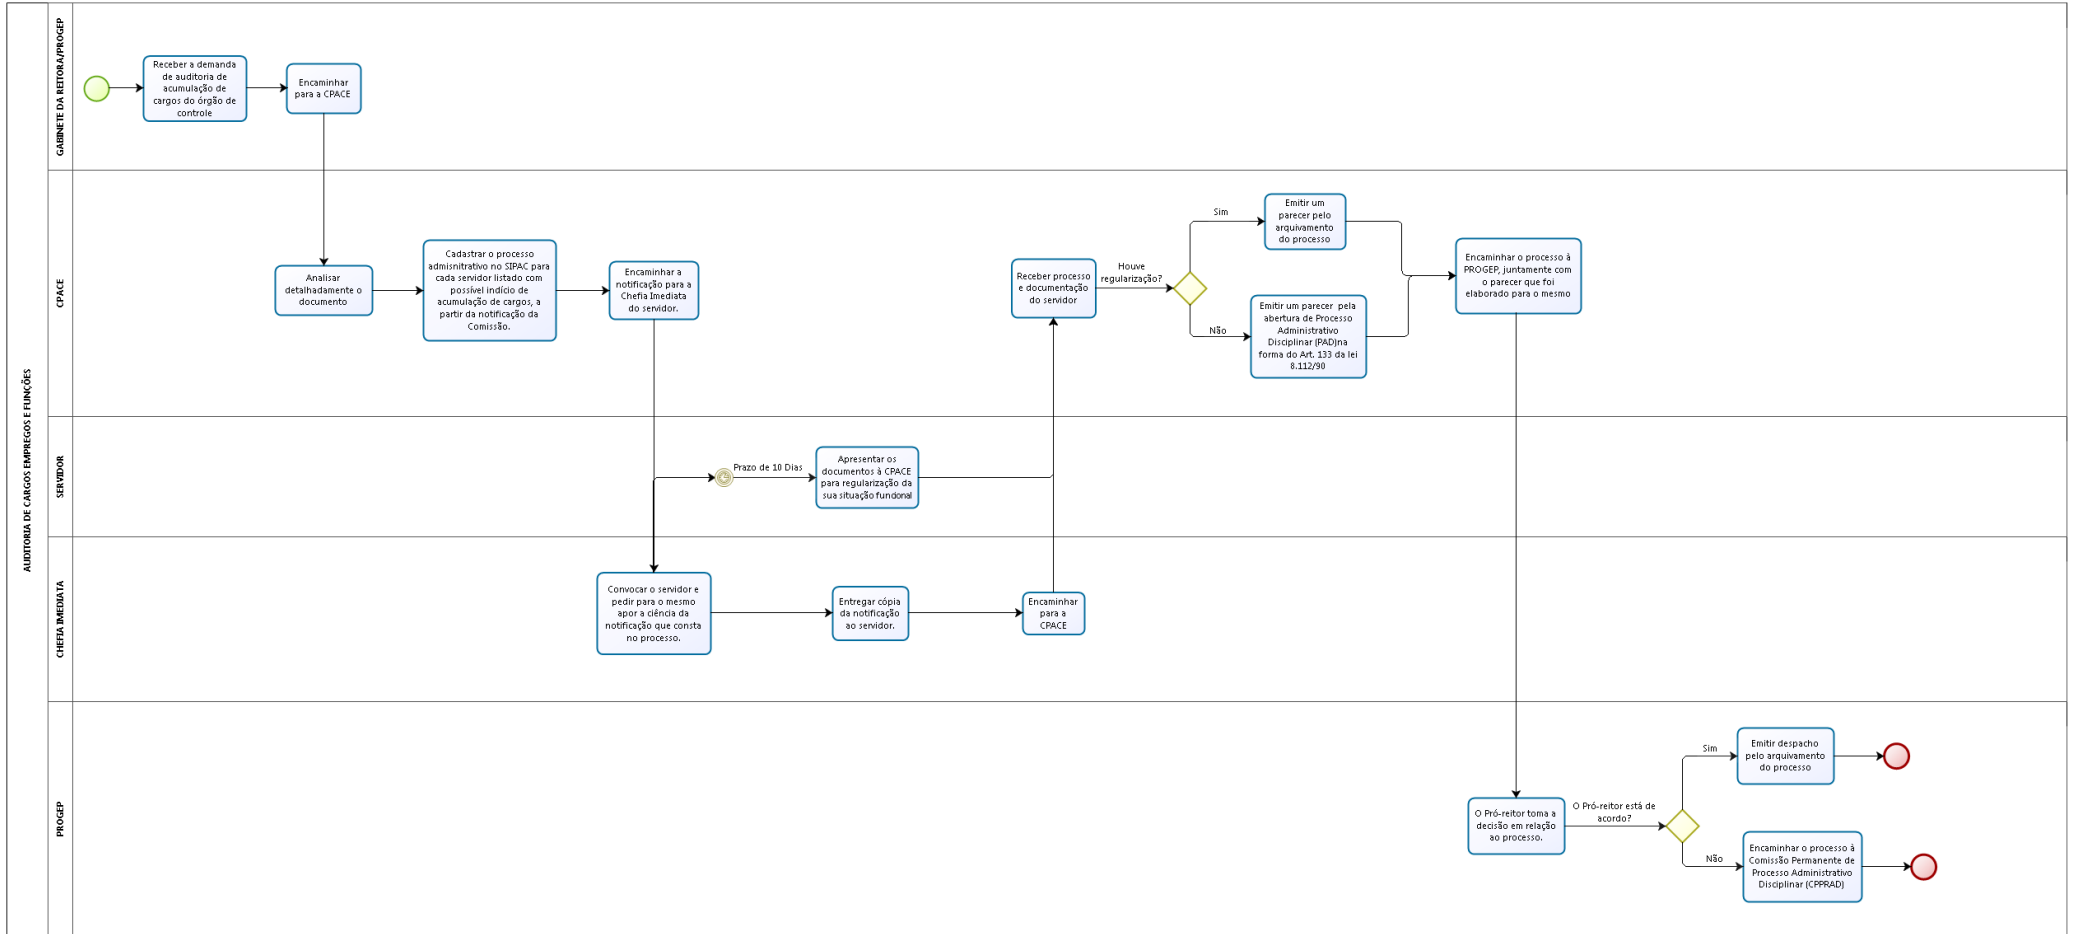 AUDITORIA DE CARGOS EMPREGOS E FUNÇÕES
GABINETE DA REITORA/PROGEP
Receber a demanda
de auditoria de
acumulação de
cargos do órgão de
controle
Encaminhar
para a CPACE
CPACE
Analisar
detalhadamente o
documento
Cadastrar o processo
admisnitrativo no SIPAC para
cada servidor listado com
possível indício de
acumulação de cargos, a
partir da notificação da
Comissão.
Encaminhar a
notificação para a
Chefia Imediata
do servidor.
Receber processo
e documentação
do servidor
Houve
regularização?
Sim
Emitir um
parecer pelo
arquivamento
do processo
Não
Emitir um parecer pela
abertura de Processo
Administrativo
Disciplinar (PAD)na
forma do Art. 133 da lei
8.112/90
Encaminhar o processo à
PROGEP, juntamente com
o parecer que foi
elaborado para o mesmo
SERVIDOR
Prazo de 10 Dias
Apresentar os
documentos à CPACE
para regularização da
sua situação funcional
CHEFIA IMEDIATA
Convocar o servidor e
pedir para o mesmo
apor a ciência da
notificação que consta
no processo.
Entregar cópia
da notificação
ao servidor.
Encaminhar
para a
CPACE
PROGEP
O Pró-reitor toma a
decisão em relação
ao processo.
O Pró-reitor está de
acordo?
Sim
Emitir despacho
pelo arquivamento
do processo
Não
Encaminhar o processo à
Comissão Permanente de
Processo Administrativo
Disciplinar (CPPRAD)